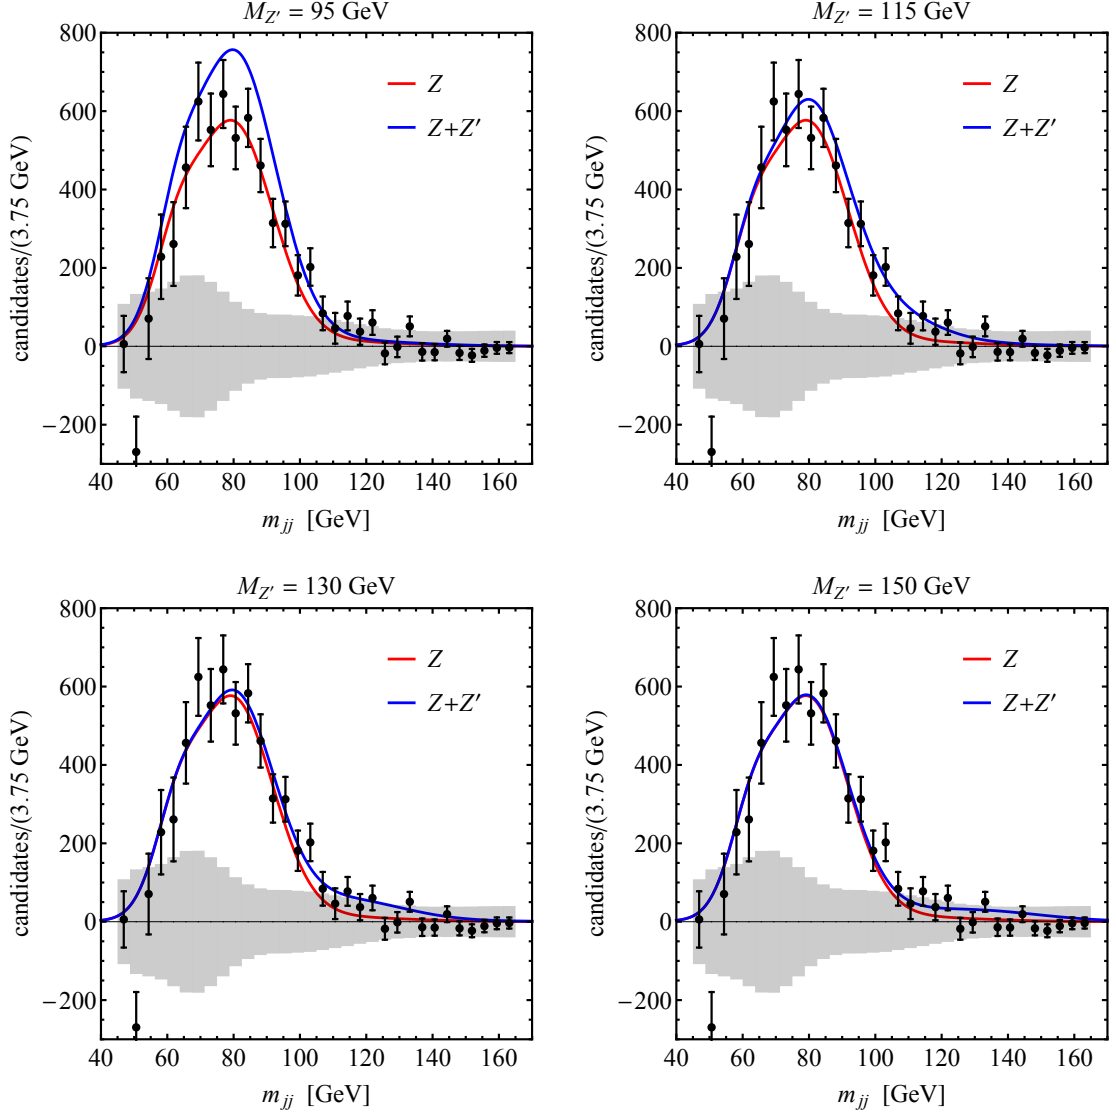 M_{Z'} = 95 GeV
candidates/(3.75 GeV)
800
600
400
200
0
−200
Z
Z+Z'
40 60 80 100 120 140 160
m_{jj} [GeV]
M_{Z'} = 115 GeV
candidates/(3.75 GeV)
800
600
400
200
0
−200
Z
Z+Z'
40 60 80 100 120 140 160
m_{jj} [GeV]
M_{Z'} = 130 GeV
candidates/(3.75 GeV)
800
600
400
200
0
−200
Z
Z+Z'
40 60 80 100 120 140 160
m_{jj} [GeV]
M_{Z'} = 150 GeV
candidates/(3.75 GeV)
800
600
400
200
0
−200
Z
Z+Z'
40 60 80 100 120 140 160
m_{jj} [GeV]